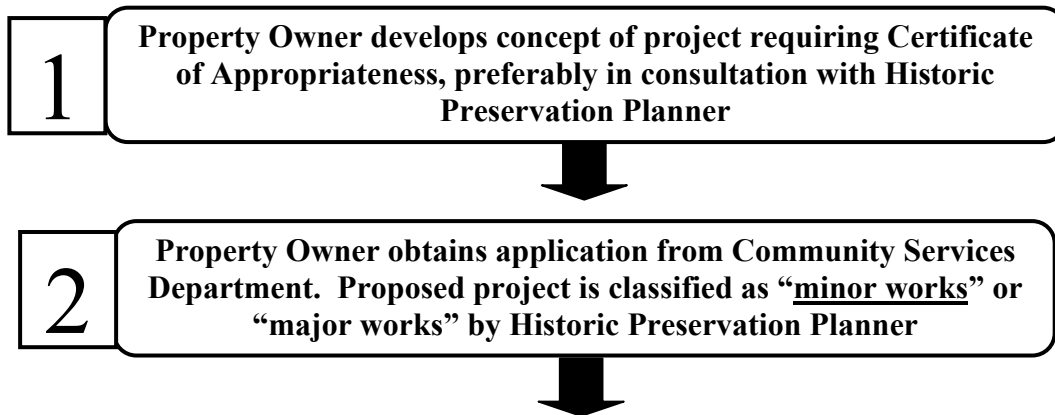 1
Property Owner develops concept of project requiring Certificate
of Appropriateness, preferably in consultation with Historic
Preservation Planner
2
Property Owner obtains application from Community Services
Department.  Proposed project is classified as “minor works” or
“major works” by Historic Preservation Planner